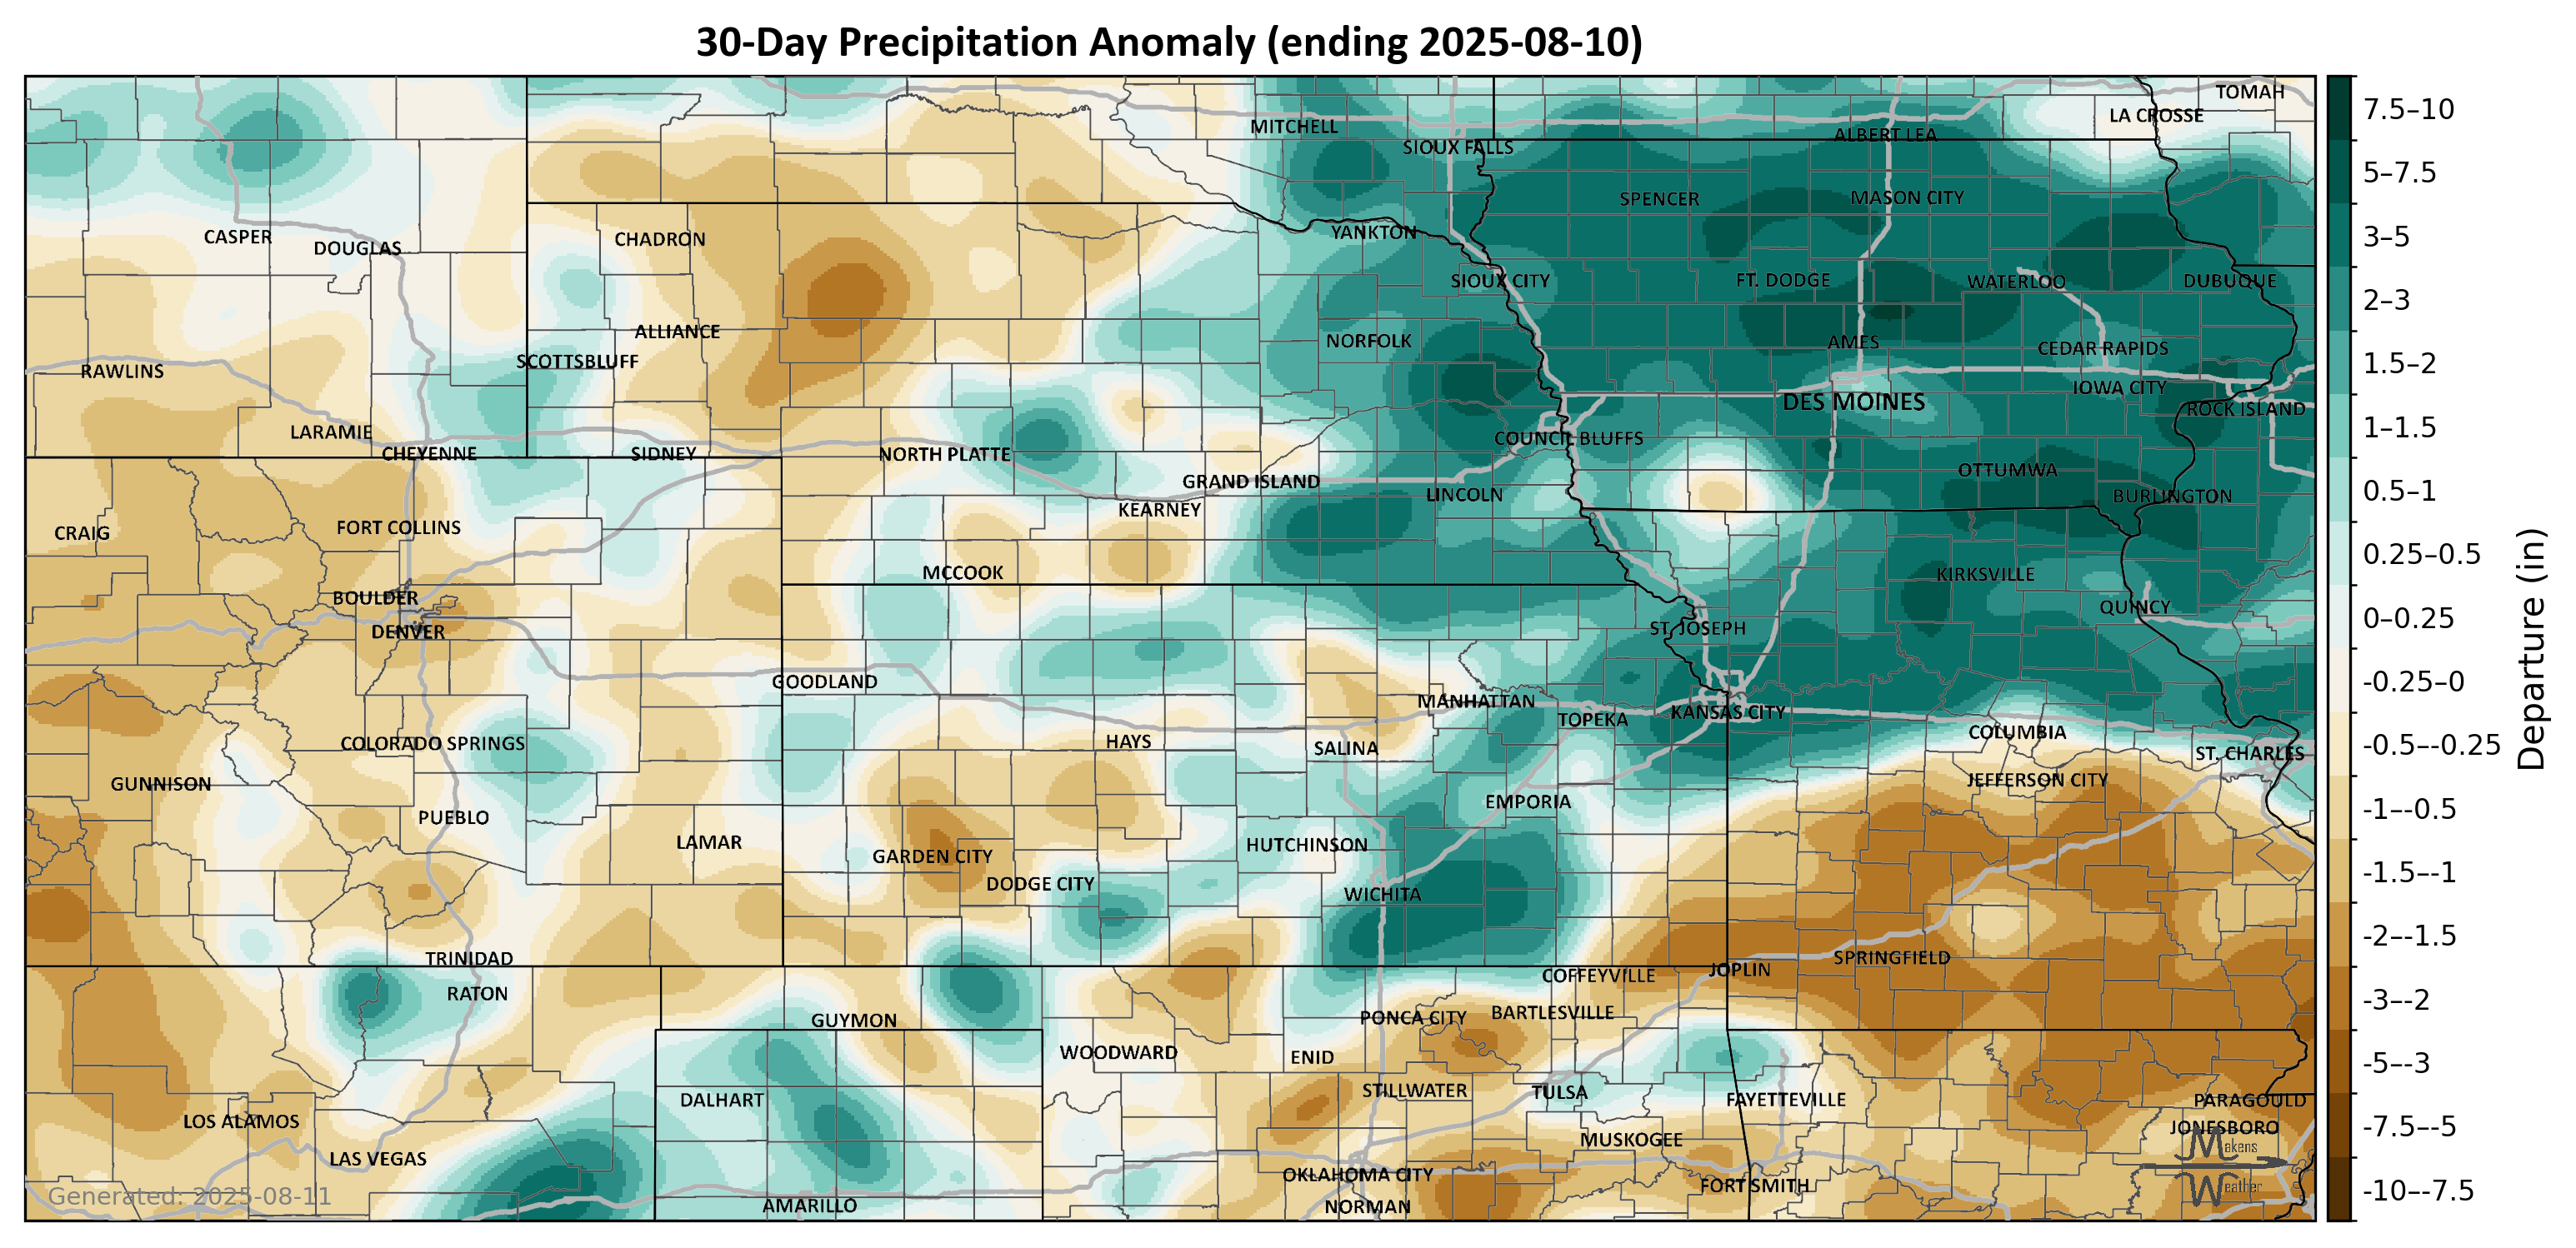 30-Day Precipitation Anomaly (ending 2025-08-10)
TOMAH
LA CROSSE
MITCHELL
ALBERT LEA
SIOUX FALLS
SPENCER
MASON CITY
CASPER
DOUGLAS
CHADRON
YANKTON
SIOUX CITY
FT. DODGE
WATERLOO
DUBUQUE
ALLIANCE
NORFOLK
AMES
CEDAR RAPIDS
SCOTTSBLUFF
RAWLINS
IOWA CITY
DES MOINES
ROCK ISLAND
LARAMIE
COUNCIL BLUFFS
CHEYENNE
SIDNEY
NORTH PLATTE
OTTUMWA
GRAND ISLAND
LINCOLN
BURLINGTON
KEARNEY
CRAIG
FORT COLLINS
MCCOOK
KIRKSVILLE
BOULDER
QUINCY
DENVER
ST. JOSEPH
GOODLAND
MANHATTAN
TOPEKA
KANSAS CITY
COLORADO SPRINGS
HAYS
SALINA
COLUMBIA
ST. CHARLES
GUNNISON
JEFFERSON CITY
PUEBLO
EMPORIA
LAMAR
GARDEN CITY
HUTCHINSON
DODGE CITY
WICHITA
TRINIDAD
SPRINGFIELD
COFFEYVILLE
JOPLIN
RATON
GUYMON
PONCA CITY
BARTLESVILLE
WOODWARD
ENID
DALHART
STILLWATER
TULSA
FAYETTEVILLE
PARAGOULD
LOS ALAMOS
JONESBORO
MUSKOGEE
LAS VEGAS
OKLAHOMA CITY
FORT SMITH
AMARILLO
NORMAN
Generated: 2025-08-11
Makens
Weather
7.5–10
5–7.5
3–5
2–3
1.5–2
1–1.5
0.5–1
0.25–0.5
0–0.25
-0.25–0
-0.5–-0.25
-1–-0.5
-1.5–-1
-2–-1.5
-3–-2
-5–-3
-7.5–-5
-10–-7.5
Departure (in)